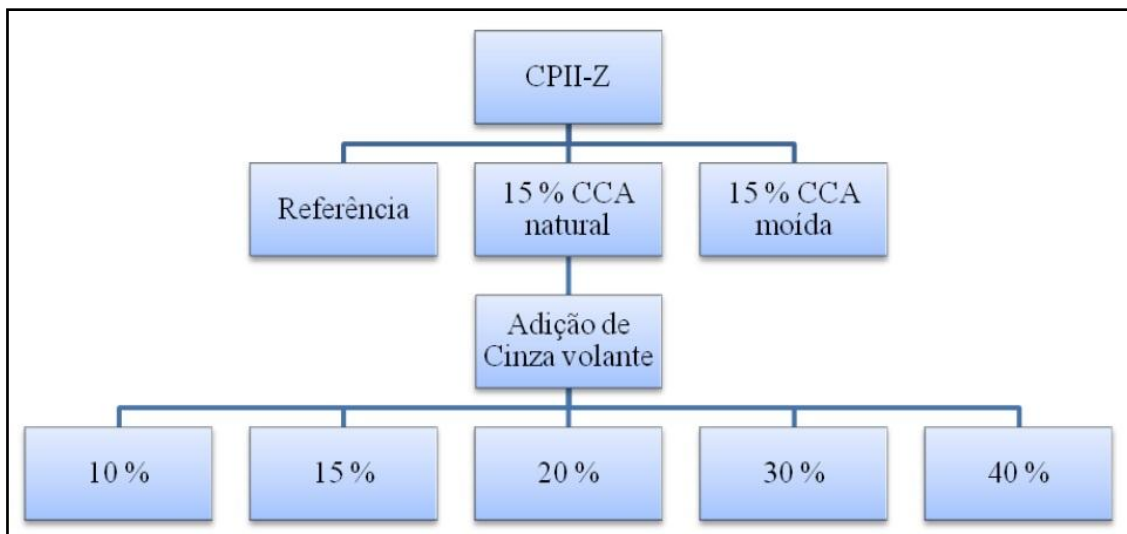 CPII-Z
Referência
15 % CCA
natural
15 % CCA
moída
Adição de
Cinza volante
10 %
15 %
20 %
30 %
40 %